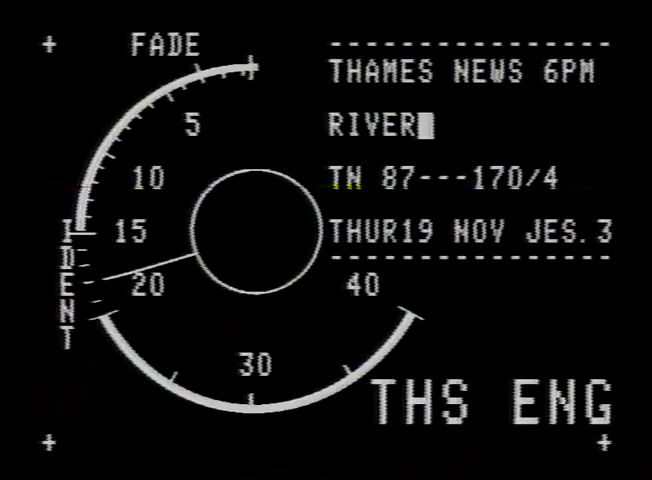 FADE
THAMES NEWS 6PM
5
RIVER
10
TN 87---170/4
15
THUR19 NOV JES.3
IDENT
20
40
30
THS ENG